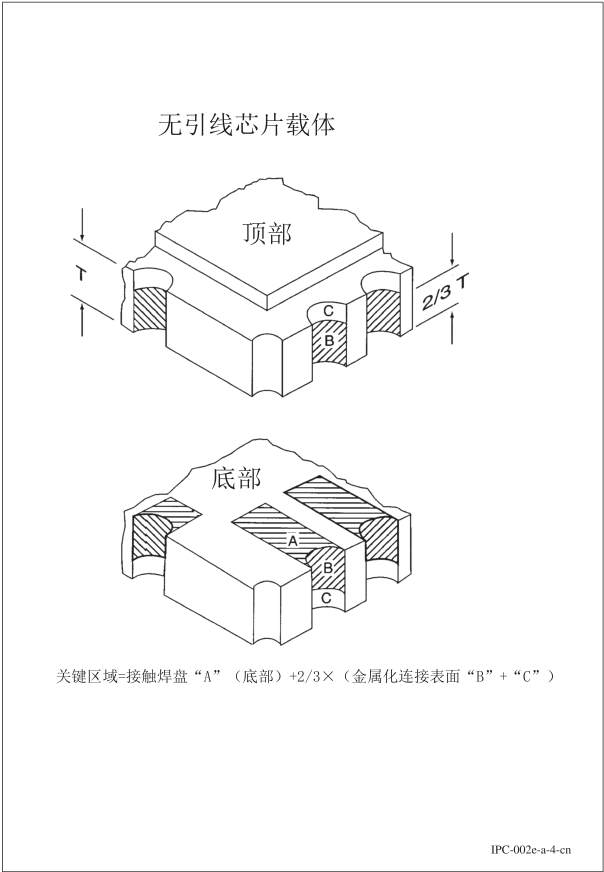 无引线芯片载体
顶部
T
2/3 T
C
B
底部
A
B
C
关键区域=接触焊盘“A”（底部）+2/3×（金属化连接表面“B”+“C”）
IPC-002e-a-4-cn